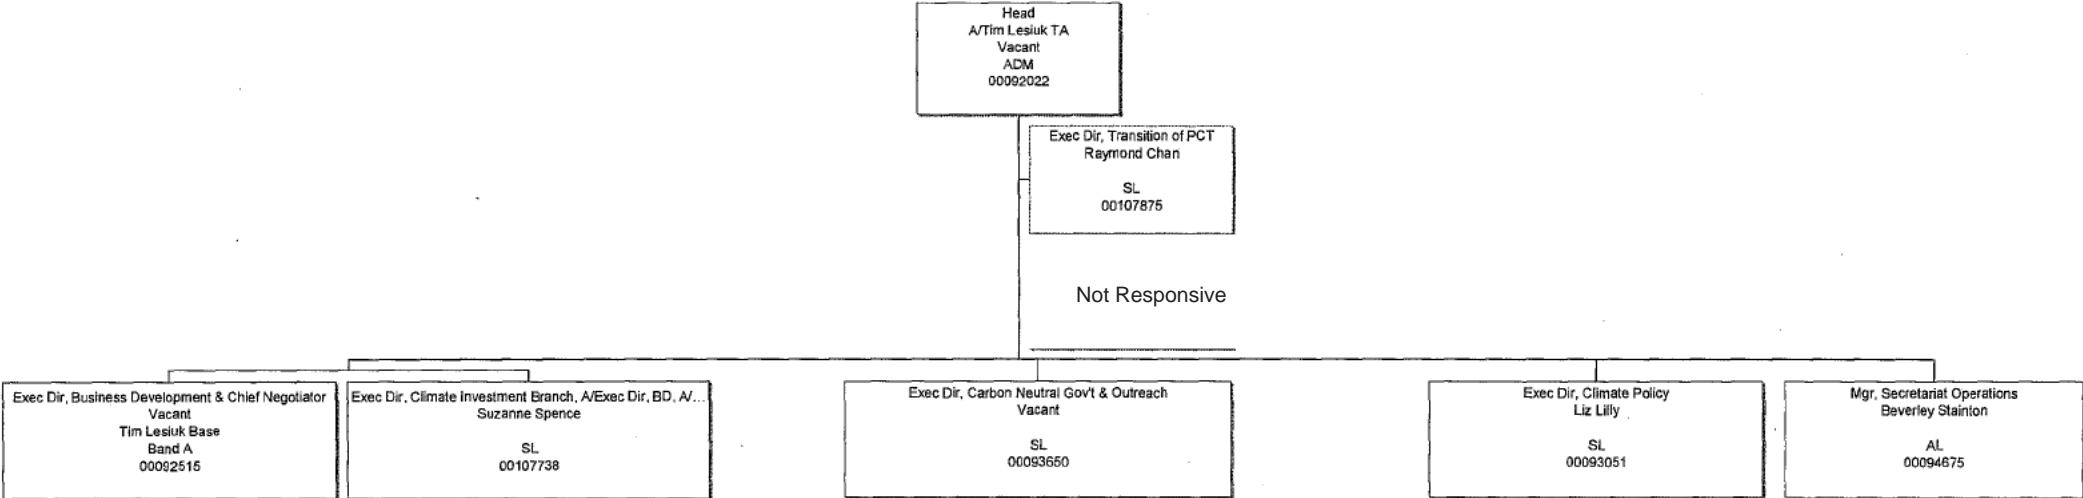 Head
A/Tim Lesiuk TA
Vacant
ADM
00092022
Exec Dir, Transition of PCT
Raymond Chan
SL
00107875
Not Responsive
Exec Dir, Business Development & Chief Negotiator
Vacant
Tim Lesiuk Base
Band A
00092515
Exec Dir, Climate Investment Branch, A/Exec Dir, BD, A/...
Suzanne Spence
SL
00107738
Exec Dir, Carbon Neutral Gov't & Outreach
Vacant
SL
00093650
Exec Dir, Climate Policy
Liz Lilly
SL
00093051
Mgr, Secretariat Operations
Beverley Stainton
AL
00094675